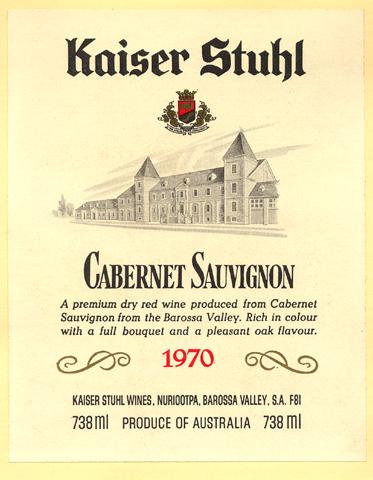 Kaiser Stuhl
CABERNET SAUVIGNON
A premium dry red wine produced from Cabernet
Sauvignon from the Barossa Valley. Rich in colour
with a full bouquet and a pleasant oak flavour.
1970
KAISER STUHL WINES, NURIOOTPA, BAROSSA VALLEY, S.A. F81
738 ml PRODUCE OF AUSTRALIA 738 ml